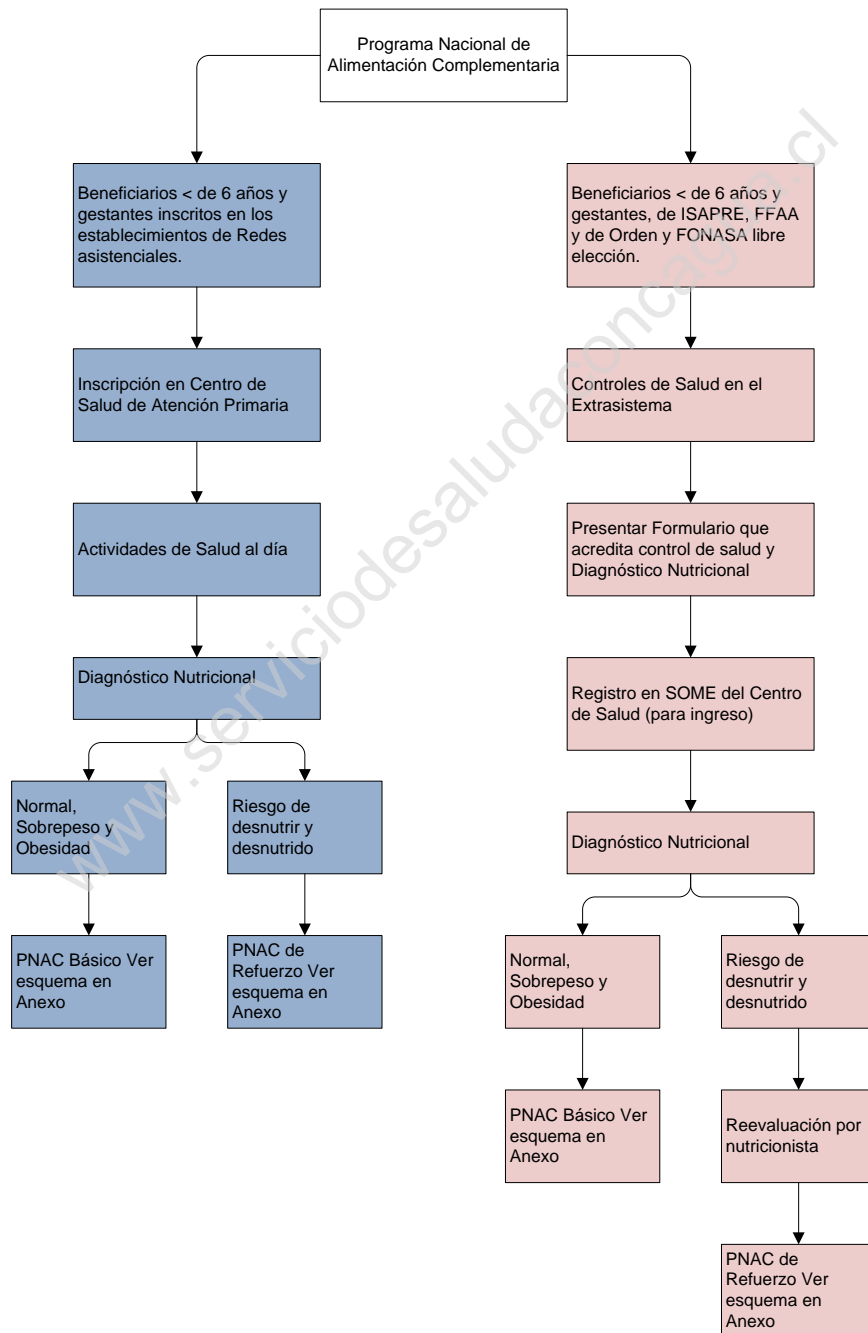 Programa Nacional de
Alimentación Complementaria
Beneficiarios < de 6 años y
gestantes inscritos en los
establecimientos de Redes
asistenciales.
Inscripción en Centro de
Salud de Atención Primaria
Actividades de Salud al día
Diagnóstico Nutricional
Normal,
Sobrepeso y
Obesidad
Riesgo de
desnutrir y
desnutrido
PNAC Básico Ver
esquema en
Anexo
PNAC de
Refuerzo Ver
esquema en
Anexo
Beneficiarios < de 6 años y
gestantes, de ISAPRE, FFAA
y de Orden y FONASA libre
elección.
Controles de Salud en el
Extrasistema
Presentar Formulario que
acredita control de salud y
Diagnóstico Nutricional
Registro en SOME del Centro
de Salud (para ingreso)
Diagnóstico Nutricional
Normal,
Sobrepeso y
Obesidad
Riesgo de
desnutrir y
desnutrido
PNAC Básico Ver
esquema en
Anexo
Reevaluación por
nutricionista
PNAC de
Refuerzo Ver
esquema en
Anexo
www.serviciodesaludaconcagua.cl